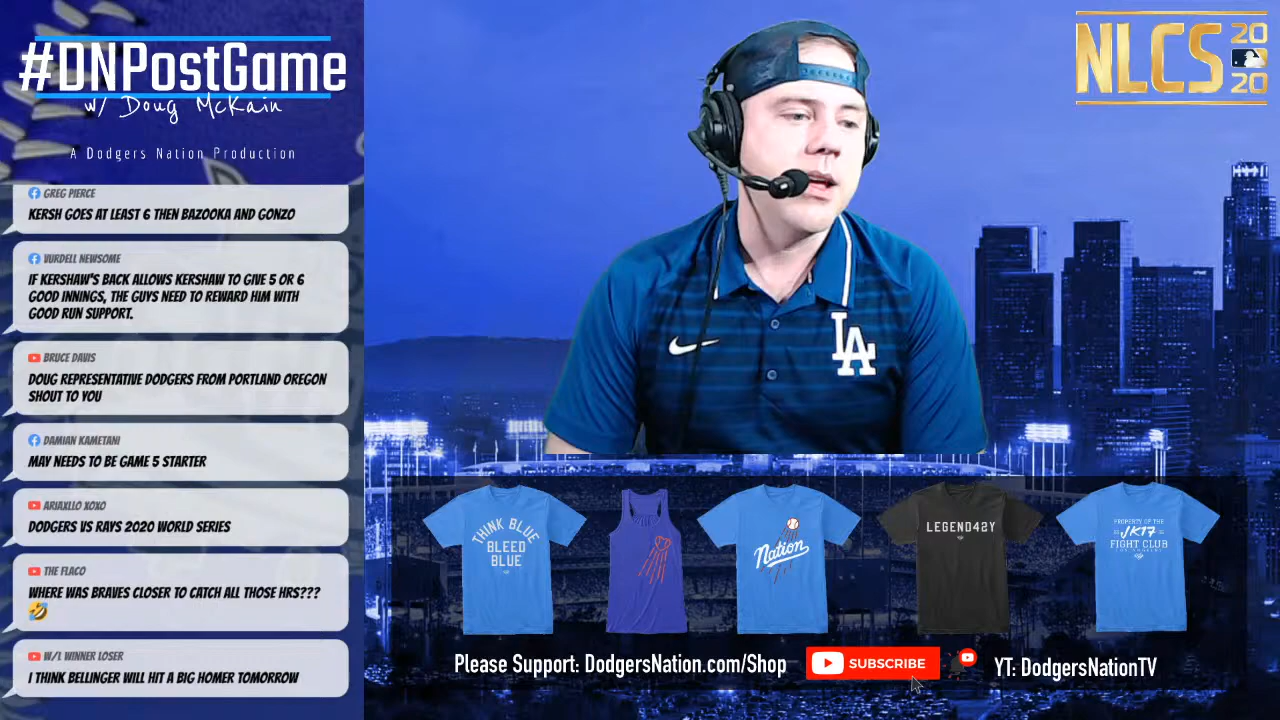 #DNPostGame
w/ Doug McKain
A Dodgers Nation Production
GREG PIERCE
KERSH GOES AT LEAST 6 THEN BAZOOKA AND GONZO
VURDELL NEWSOME
IF KERSHAW'S BACK ALLOWS KERSHAW TO GIVE 5 OR 6
GOOD INNINGS, THE GUYS NEED TO REWARD HIM WITH
GOOD RUN SUPPORT.
BRUCE DAVIS
DOUG REPRESENTATIVE DODGERS FROM PORTLAND OREGON
SHOUT TO YOU
DAMIAN KAMETANI
MAY NEEDS TO BE GAME 5 STARTER
ARIAXLLO XOXO
DODGERS VS RAYS 2020 WORLD SERIES
THE FLACO
WHERE WAS BRAVES CLOSER TO CATCH ALL THOSE HRS???
🤣
W/L WINNER LOSER
I THINK BELLINGER WILL HIT A BIG HOMER TOMORROW
NLCS
20
20
LA
THINK BLUE
BLEED
BLUE
Nation
LEGEND42Y
PROPERTY OF THE
JK17
FIGHT CLUB
LOS ANGELES
Please Support: DodgersNation.com/Shop
SUBSCRIBE
YT: DodgersNationTV